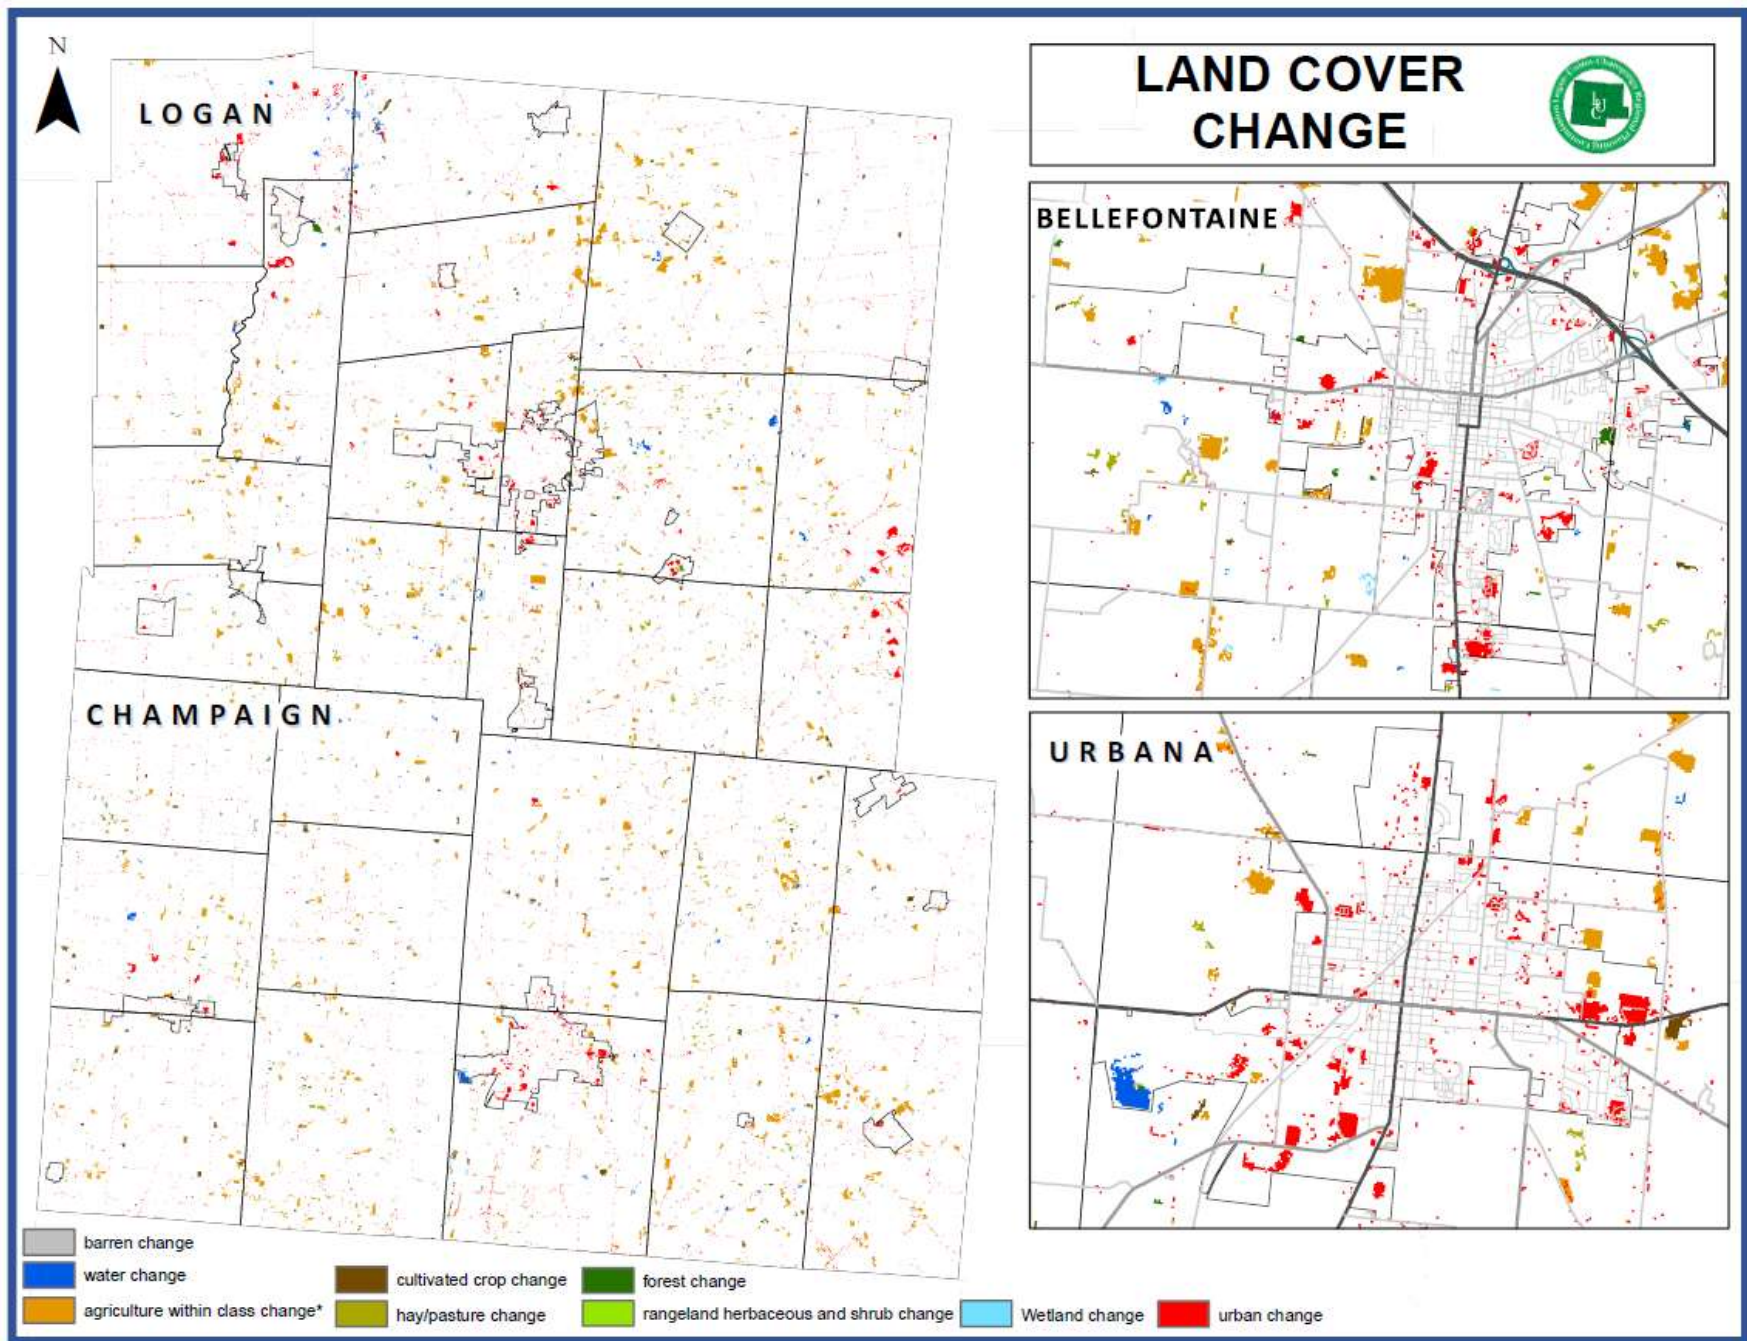 N
LOGAN
CHAMPAIGN
LAND COVER
CHANGE
BELLEFONTAINE
URBANA
barren change
water change
cultivated crop change
forest change
agriculture within class change*
hay/pasture change
rangeland herbaceous and shrub change
Wetland change
urban change